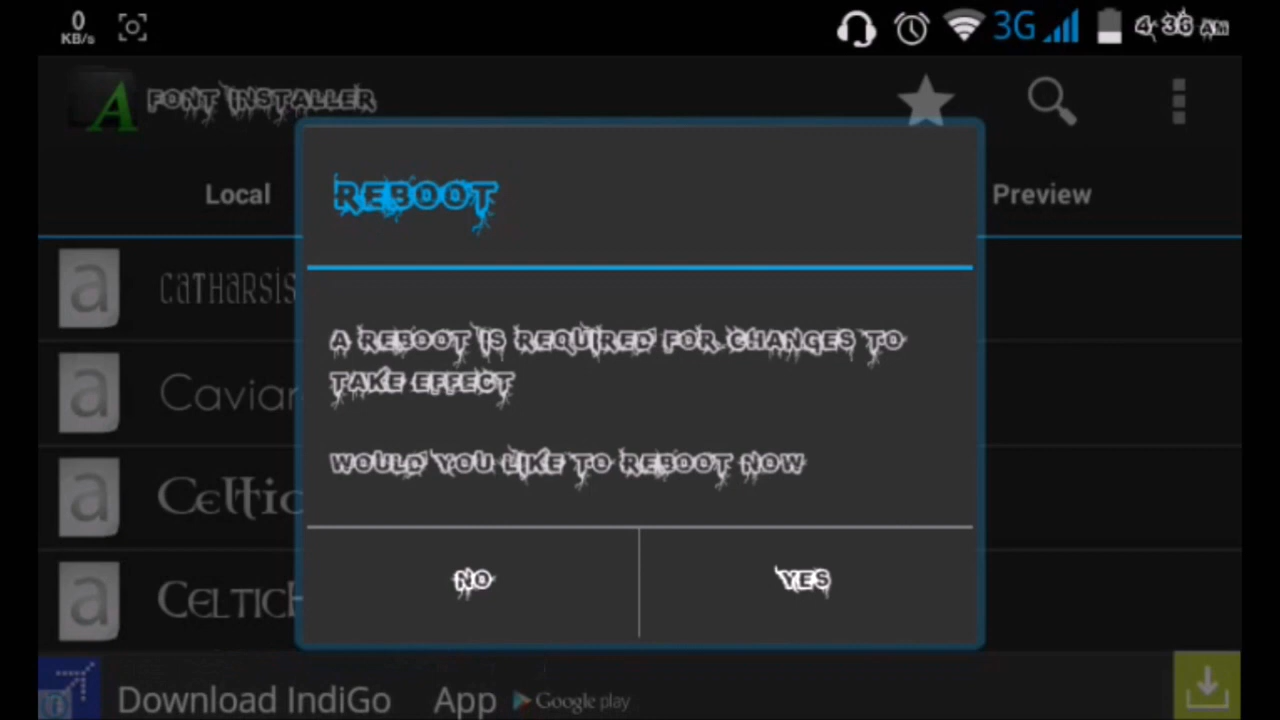 0
KB/s
3G
4:36 AM
FONT INSTALLER
Local
Preview
REBOOT
A REBOOT IS REQUIRED FOR CHANGES TO
TAKE EFFECT
WOULD YOU LIKE TO REBOOT NOW
NO
YES
a
CATHARSIS
a
Caviar
a
Celtic
a
Download IndiGo App Google play